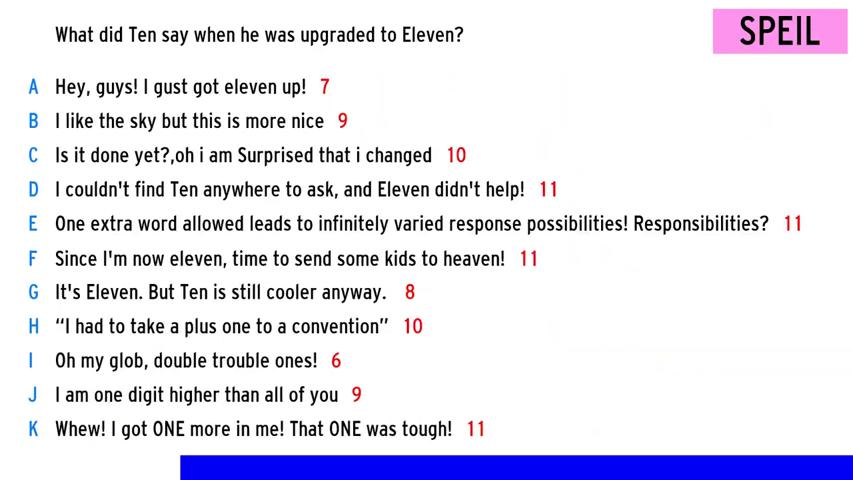 What did Ten say when he was upgraded to Eleven?
SPEIL
A Hey, guys! I gust got eleven up! 7
B I like the sky but this is more nice 9
C Is it done yet?,oh i am Surprised that i changed 10
D I couldn't find Ten anywhere to ask, and Eleven didn't help! 11
E One extra word allowed leads to infinitely varied response possibilities! Responsibilities? 11
F Since I'm now eleven, time to send some kids to heaven! 11
G It's Eleven. But Ten is still cooler anyway. 8
H “I had to take a plus one to a convention” 10
I Oh my glob, double trouble ones! 6
J I am one digit higher than all of you 9
K Whew! I got ONE more in me! That ONE was tough! 11